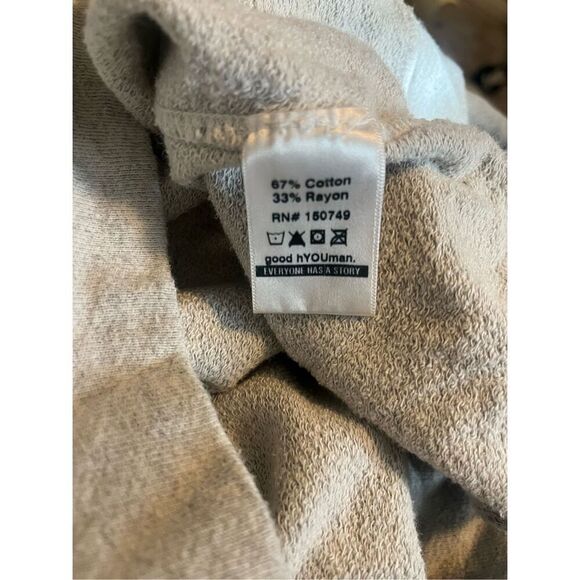 67% Cotton
33% Rayon
RN# 150749
good hYOUman.
EVERYONE HAS A STORY